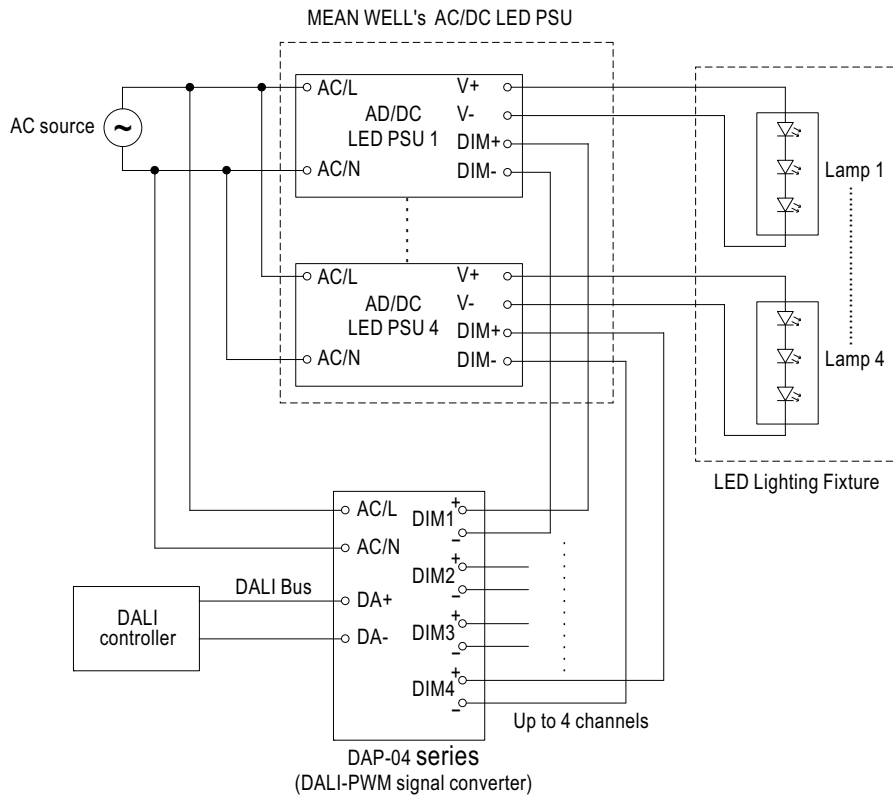 MEAN WELL's AC/DC LED PSU
AC source
~
AC/L
AD/DC
LED PSU 1
AC/N
V+
V-
DIM+
DIM-
Lamp 1
AC/L
AD/DC
LED PSU 4
AC/N
V+
V-
DIM+
DIM-
Lamp 4
LED Lighting Fixture
AC/L
AC/N
DA+
DA-
DIM1
+
-
DIM2
+
-
DIM3
+
-
DIM4
+
-
DALI Bus
DALI
controller
Up to 4 channels
DAP-04 series
(DALI-PWM signal converter)